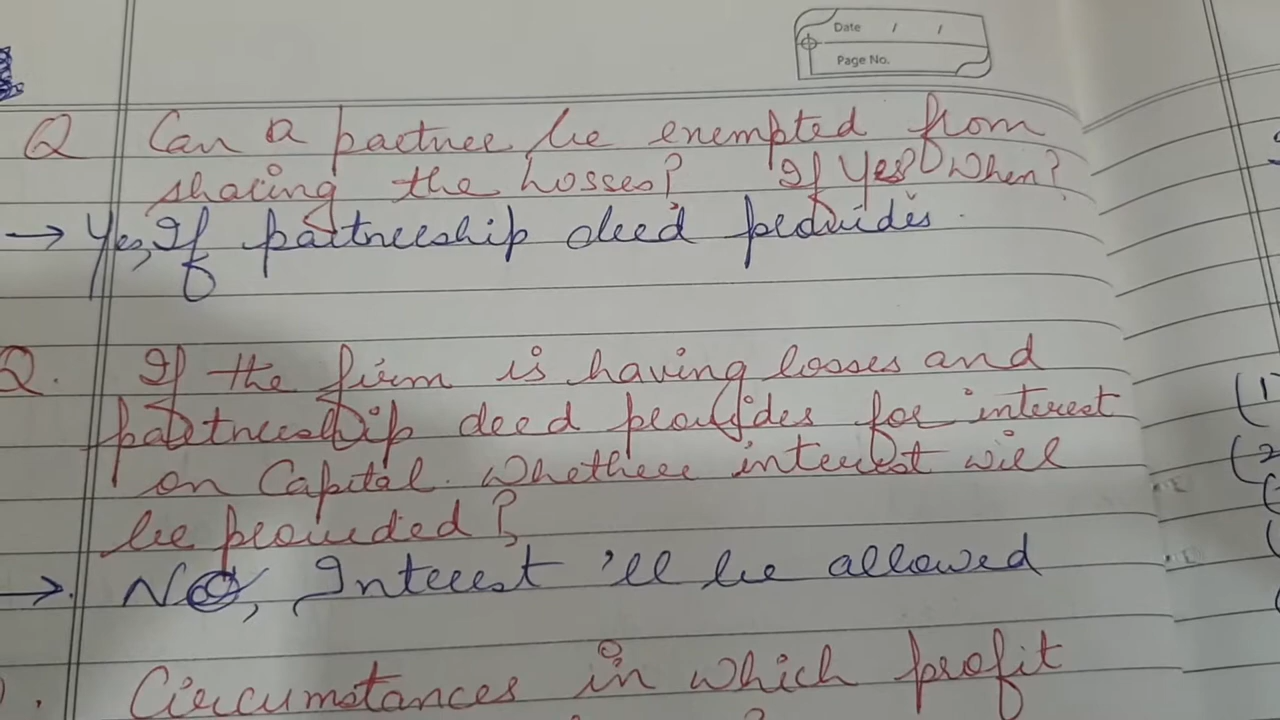 Date / /
Page No.
Q Can a partner be exempted from
sharing the losses? If Yes? When?
→ Yes, If partnership deed provides.
Q. If the firm is having losses and
partnership deed provides for interest
on Capital. Whether interest will
be provided?
→ No, Interest 'll be allowed
Circumstances in which profit
(1
(2